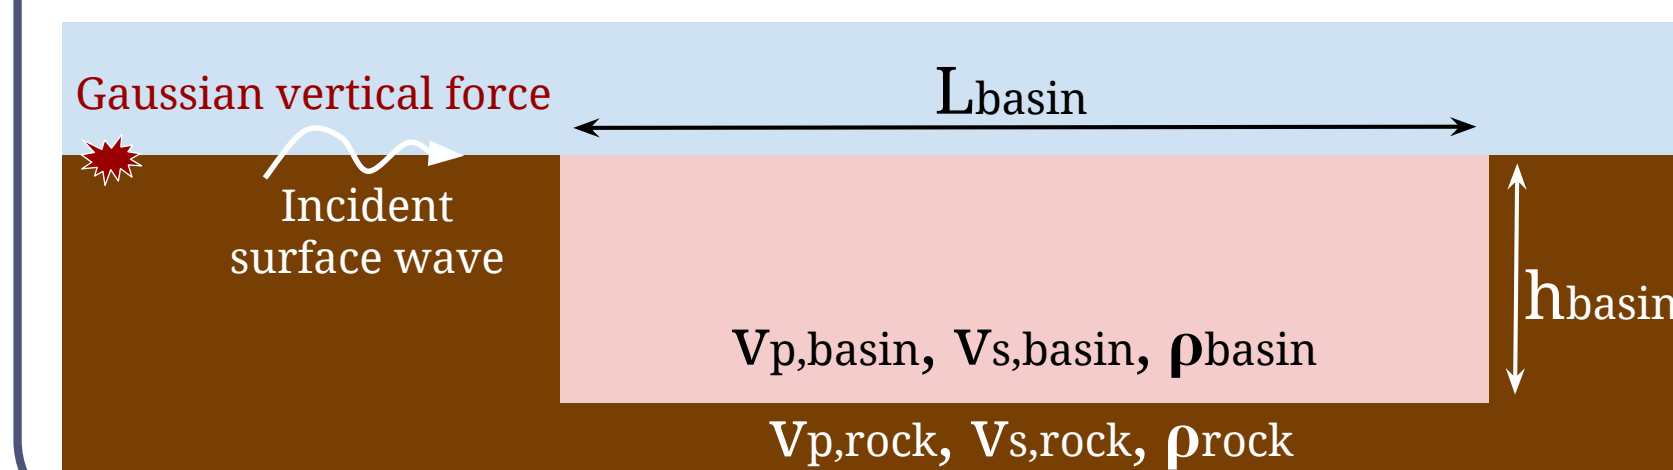 Gaussian vertical force
Lbasin
Incident
surface wave
hbasin
vp,basin, vs,basin, ρbasin
vp,rock, vs,rock, ρrock